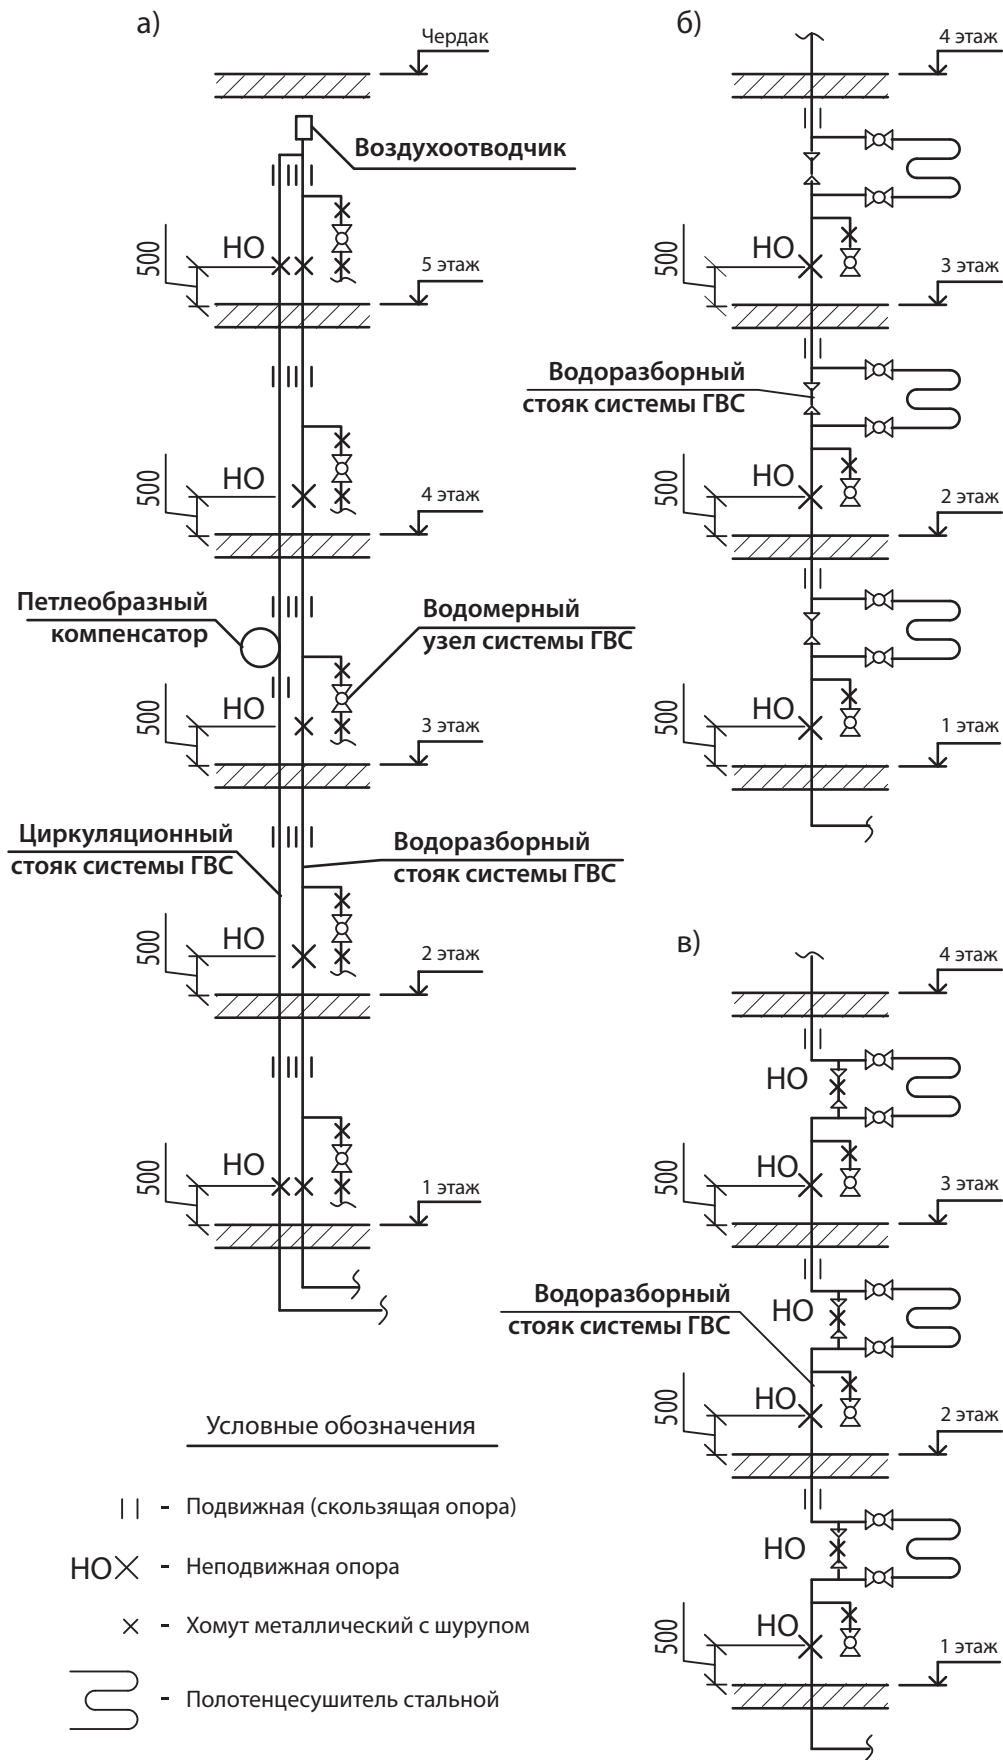 а)
Чердак
Воздухоотводчик
500
НО
5 этаж
500
НО
4 этаж
Петлеобразный
компенсатор
Водомерный
узел системы ГВС
500
НО
3 этаж
Циркуляционный
стояк системы ГВС
Водоразборный
стояк системы ГВС
500
НО
2 этаж
500
НО
1 этаж
Условные обозначения
- Подвижная (скользящая опора)
НО - Неподвижная опора
- Хомут металлический с шурупом
- Полотенцесушитель стальной
б)
4 этаж
500
НО
3 этаж
Водоразборный
стояк системы ГВС
500
НО
2 этаж
500
НО
1 этаж
в)
4 этаж
НО
500
НО
3 этаж
Водоразборный
стояк системы ГВС
НО
500
НО
2 этаж
НО
500
НО
1 этаж